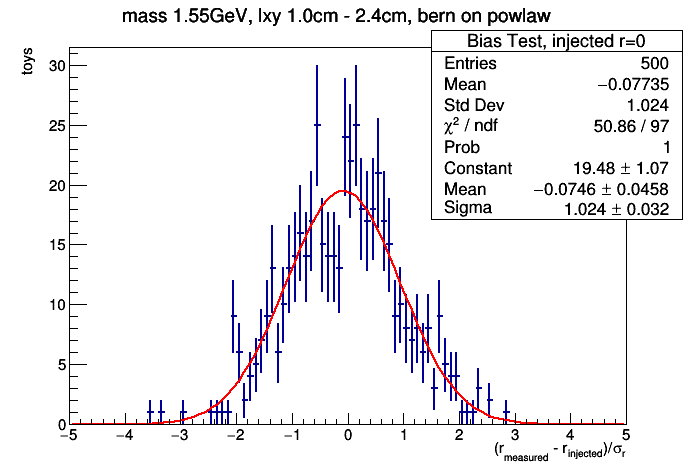 mass 1.55GeV, lxy 1.0cm - 2.4cm, bern on powlaw
Bias Test, injected r=0
Entries 500
Mean −0.07735
Std Dev 1.024
χ² / ndf 50.86 / 97
Prob 1
Constant 19.48 ± 1.07
Mean −0.0746 ± 0.0458
Sigma 1.024 ± 0.032
toys
30
25
20
15
10
5
0
−5 −4 −3 −2 −1 0 1 2 3 4 5
(r_measured - r_injected)/σ_r